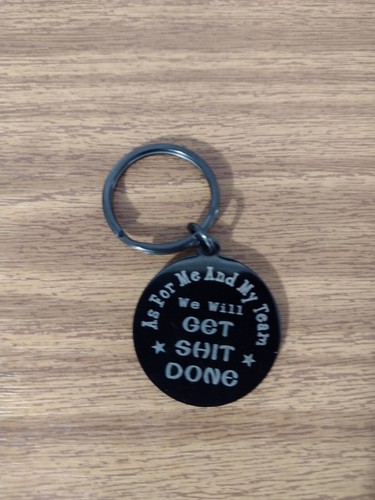 As For Me And My Team
We Will
GET
SHIT
DONE